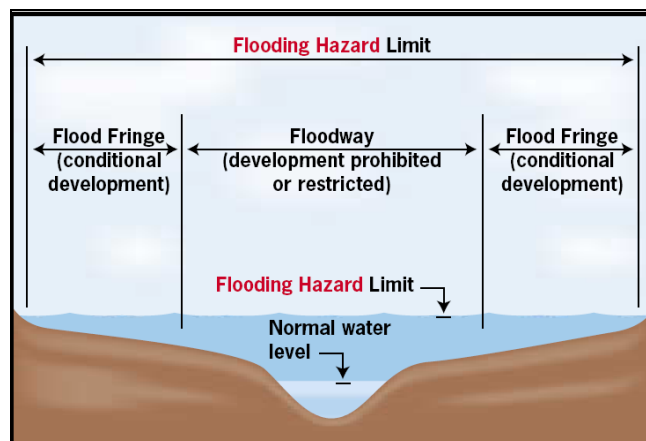 Flooding Hazard Limit
Flood Fringe
(conditional
development)
Floodway
(development prohibited
or restricted)
Flood Fringe
(conditional
development)
Flooding Hazard Limit
Normal water
level